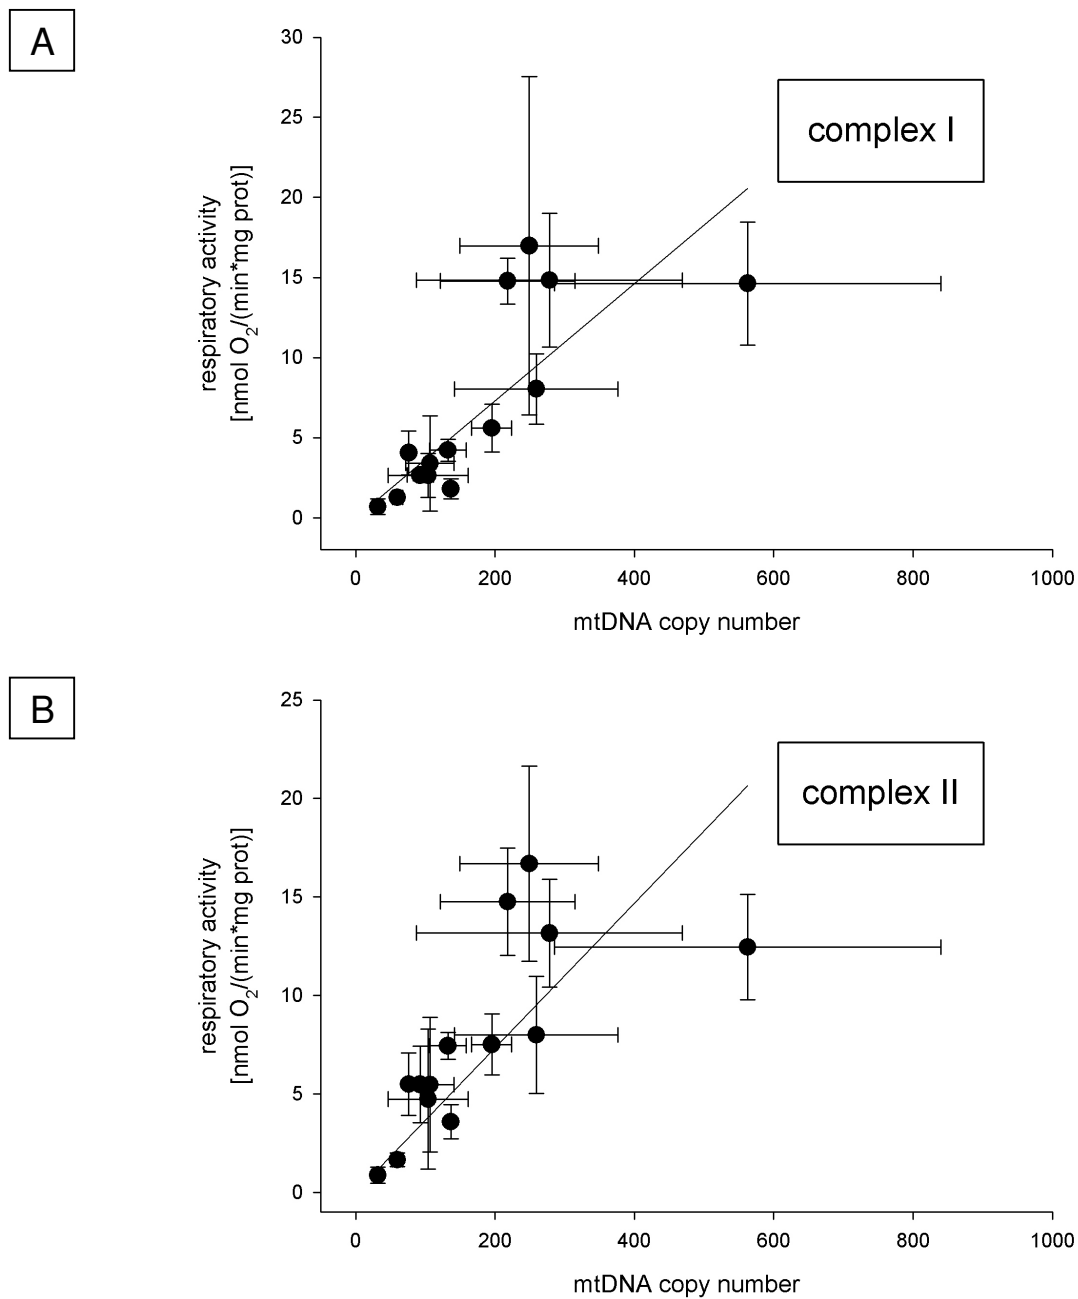 A
30
25
20
15
10
5
0
respiratory activity
[nmol O2/(min*mg prot)]
complex I
0 200 400 600 800 1000
mtDNA copy number
B
25
20
15
10
5
0
respiratory activity
[nmol O2/(min*mg prot)]
complex II
0 200 400 600 800 1000
mtDNA copy number